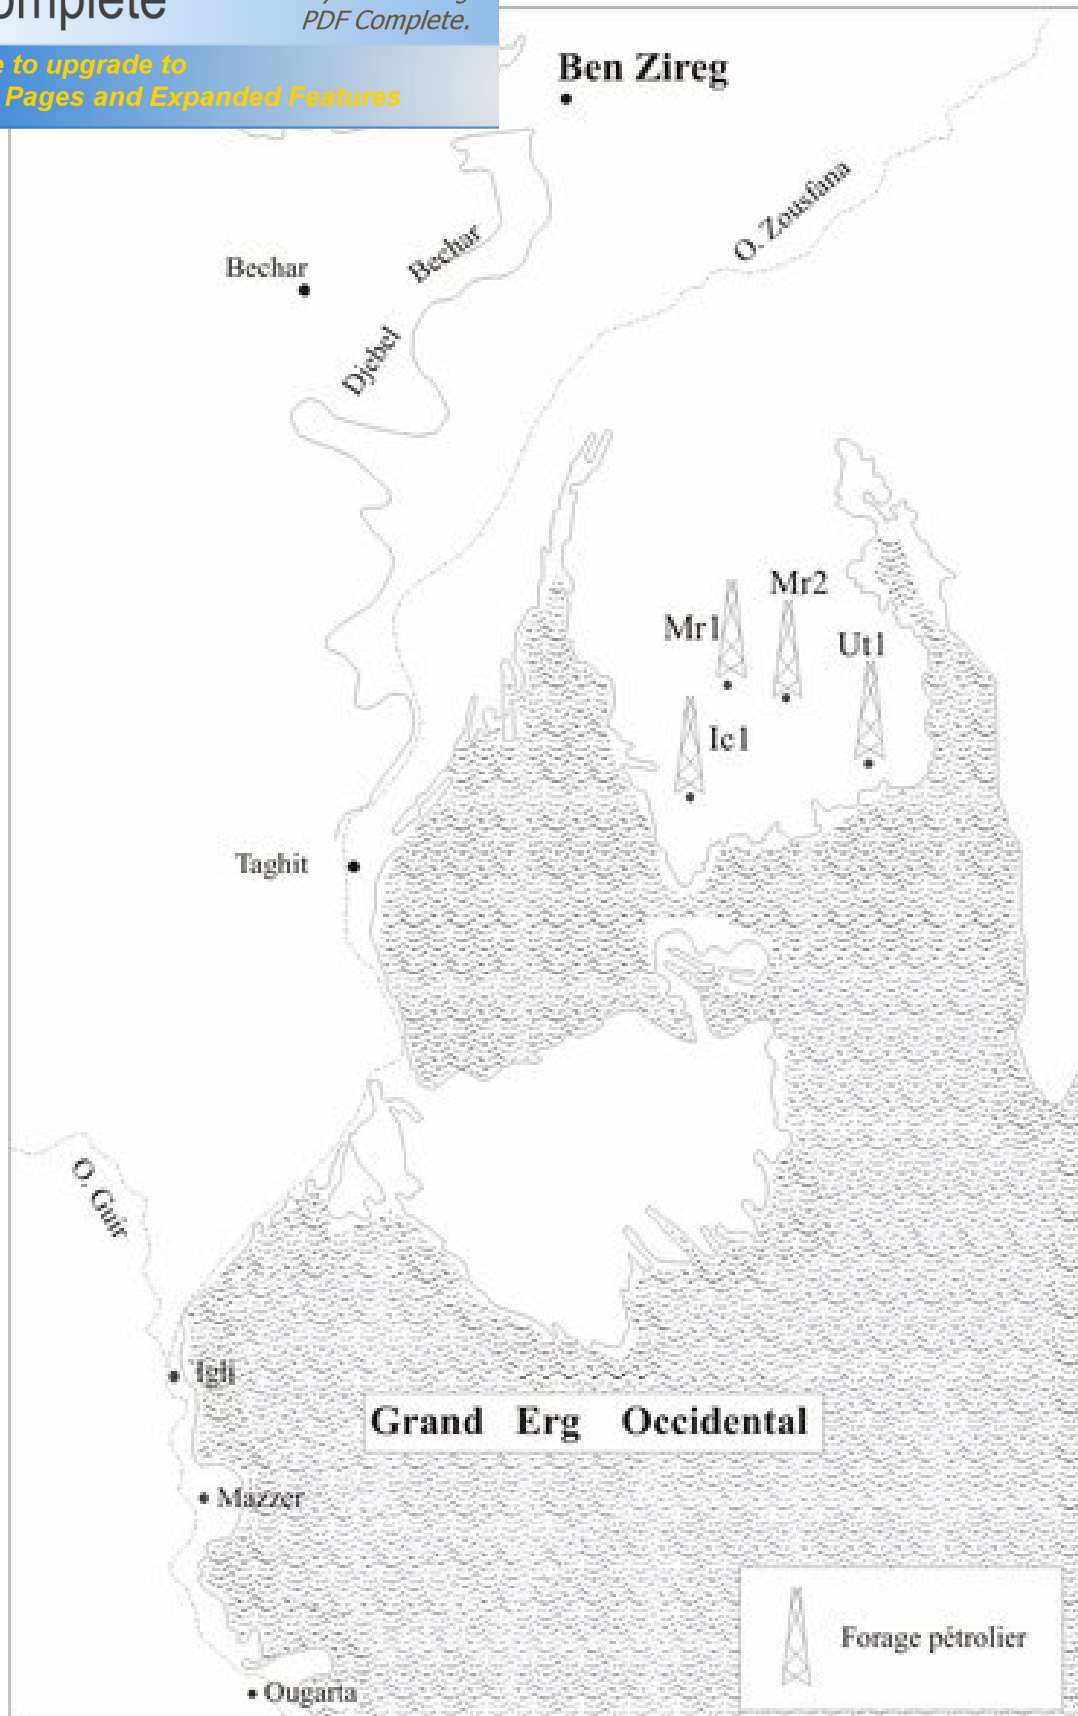 omplete
PDF Complete.
e to upgrade to
Pages and Expanded Features
Ben Zireg
O. Zousfana
Bechar
Bechar
Djebel
Mr2
Mr1
Ut1
Ic1
Taghit
O. Guir
Igli
Grand Erg Occidental
Mazzer
Forage pétrolier
Ougarta